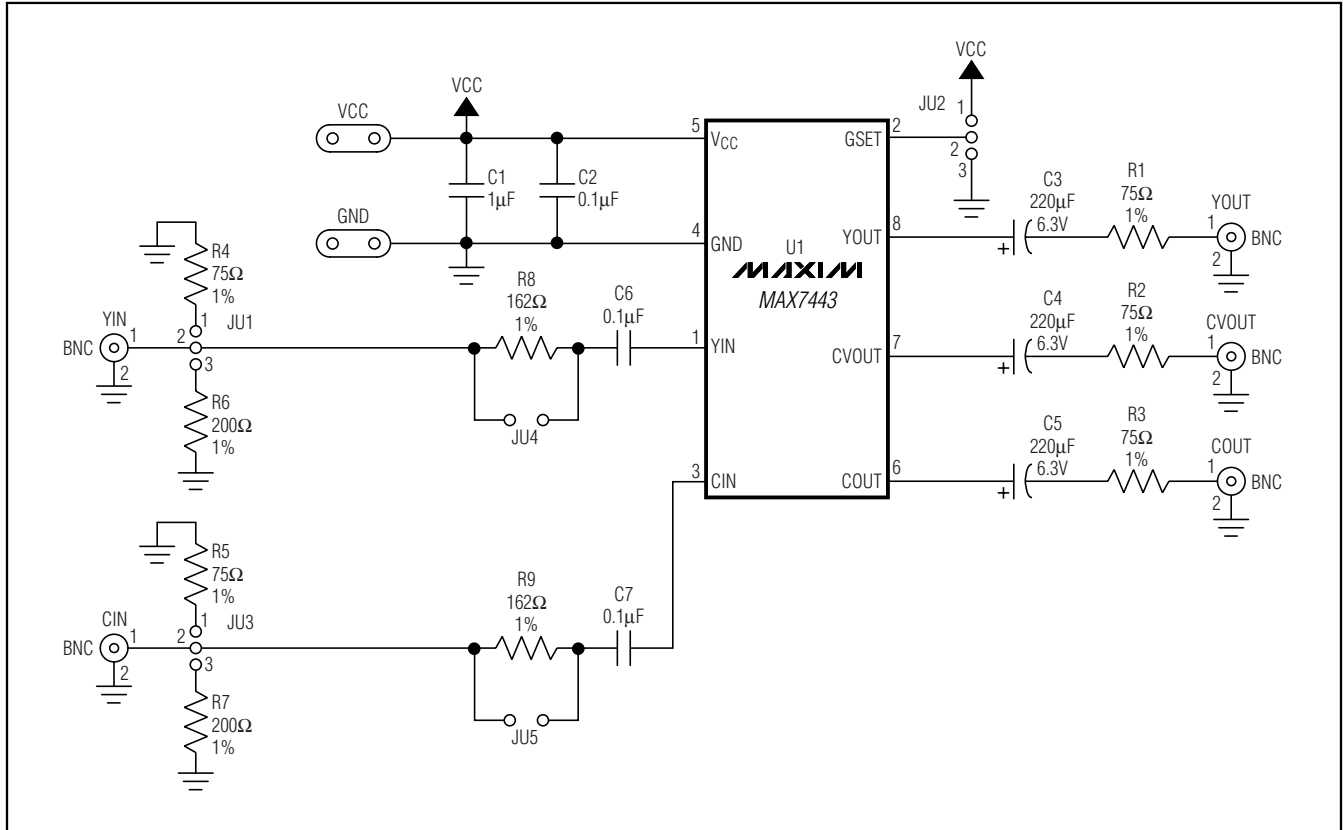 VCC
VCC
VCC
JU2
1
2
3
5
VCC
GSET
2
C1
1µF
C2
0.1µF
GND
4
GND
U1
MAXIM
MAX7443
YOUT
8
C3
220µF
6.3V
+
R1
75Ω
1%
YOUT
1
2
BNC
R4
75Ω
1%
YIN
BNC
1
2
1
2
3
JU1
R6
200Ω
1%
R8
162Ω
1%
JU4
C6
0.1µF
1
YIN
CVOUT
7
C4
220µF
6.3V
+
R2
75Ω
1%
CVOUT
1
2
BNC
3
CIN
COUT
6
C5
220µF
6.3V
+
R3
75Ω
1%
COUT
1
2
BNC
R5
75Ω
1%
CIN
BNC
1
2
1
2
3
JU3
R7
200Ω
1%
R9
162Ω
1%
JU5
C7
0.1µF